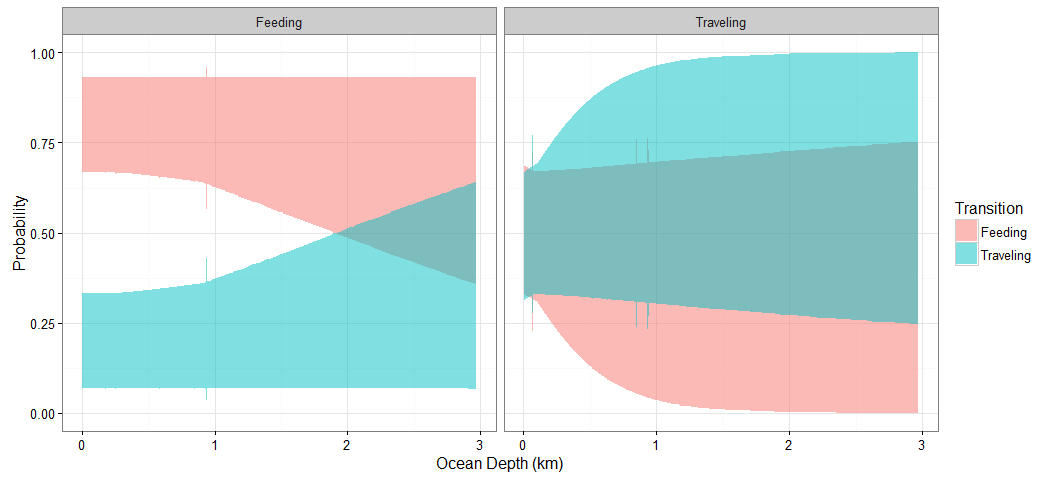 Feeding Traveling
1.00
0.75
0.50
0.25
0.00
Probability
0 1 2 3 0 1 2 3
Ocean Depth (km)
Transition
Feeding
Traveling